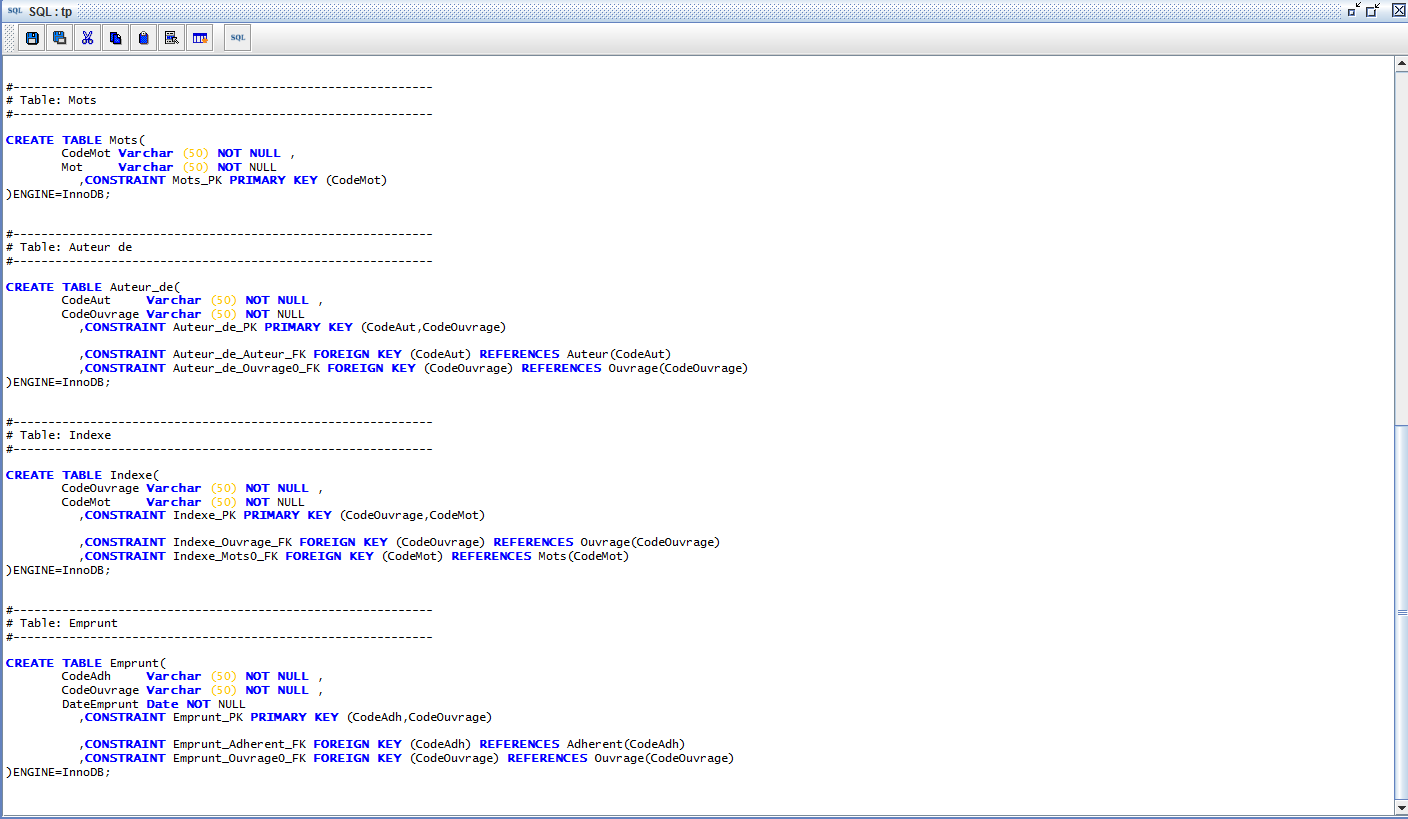 SQL SQL : tp
SQL
#------------------------------------------------------------
# Table: Mots
#------------------------------------------------------------
CREATE TABLE Mots(
CodeMot Varchar (50) NOT NULL ,
Mot Varchar (50) NOT NULL
,CONSTRAINT Mots_PK PRIMARY KEY (CodeMot)
)ENGINE=InnoDB;
#------------------------------------------------------------
# Table: Auteur de
#------------------------------------------------------------
CREATE TABLE Auteur_de(
CodeAut Varchar (50) NOT NULL ,
CodeOuvrage Varchar (50) NOT NULL
,CONSTRAINT Auteur_de_PK PRIMARY KEY (CodeAut,CodeOuvrage)
,CONSTRAINT Auteur_de_Auteur_FK FOREIGN KEY (CodeAut) REFERENCES Auteur(CodeAut)
,CONSTRAINT Auteur_de_Ouvrage0_FK FOREIGN KEY (CodeOuvrage) REFERENCES Ouvrage(CodeOuvrage)
)ENGINE=InnoDB;
#------------------------------------------------------------
# Table: Indexe
#------------------------------------------------------------
CREATE TABLE Indexe(
CodeOuvrage Varchar (50) NOT NULL ,
CodeMot Varchar (50) NOT NULL
,CONSTRAINT Indexe_PK PRIMARY KEY (CodeOuvrage,CodeMot)
,CONSTRAINT Indexe_Ouvrage_FK FOREIGN KEY (CodeOuvrage) REFERENCES Ouvrage(CodeOuvrage)
,CONSTRAINT Indexe_Mots0_FK FOREIGN KEY (CodeMot) REFERENCES Mots(CodeMot)
)ENGINE=InnoDB;
#------------------------------------------------------------
# Table: Emprunt
#------------------------------------------------------------
CREATE TABLE Emprunt(
CodeAdh Varchar (50) NOT NULL ,
CodeOuvrage Varchar (50) NOT NULL ,
DateEmprunt Date NOT NULL
,CONSTRAINT Emprunt_PK PRIMARY KEY (CodeAdh,CodeOuvrage)
,CONSTRAINT Emprunt_Adherent_FK FOREIGN KEY (CodeAdh) REFERENCES Adherent(CodeAdh)
,CONSTRAINT Emprunt_Ouvrage0_FK FOREIGN KEY (CodeOuvrage) REFERENCES Ouvrage(CodeOuvrage)
)ENGINE=InnoDB;